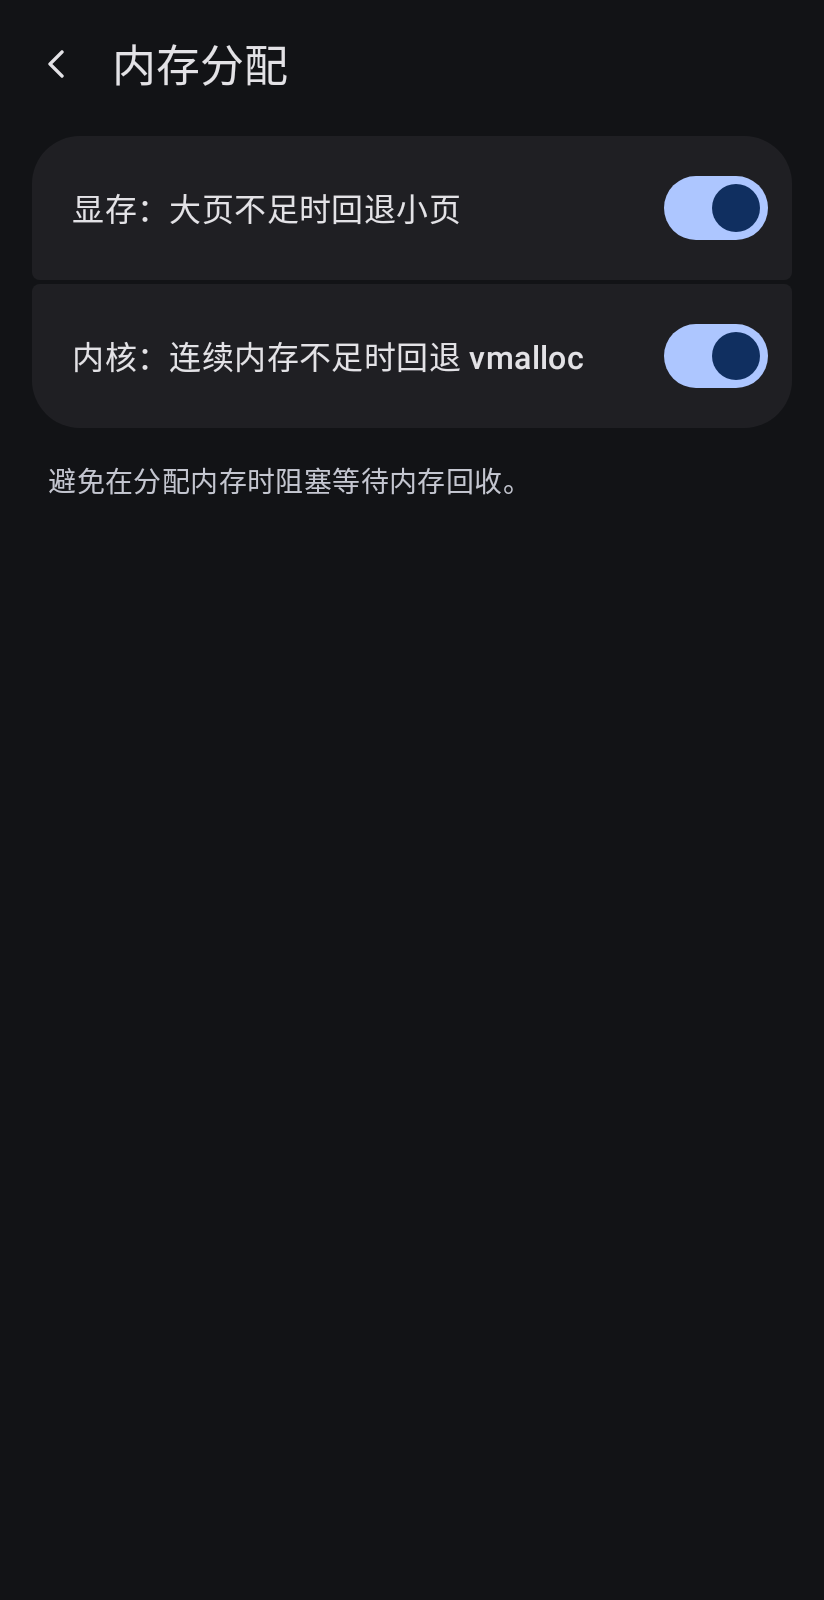 内存分配
显存：大页不足时回退小页
内核：连续内存不足时回退 vmalloc
避免在分配内存时阻塞等待内存回收。